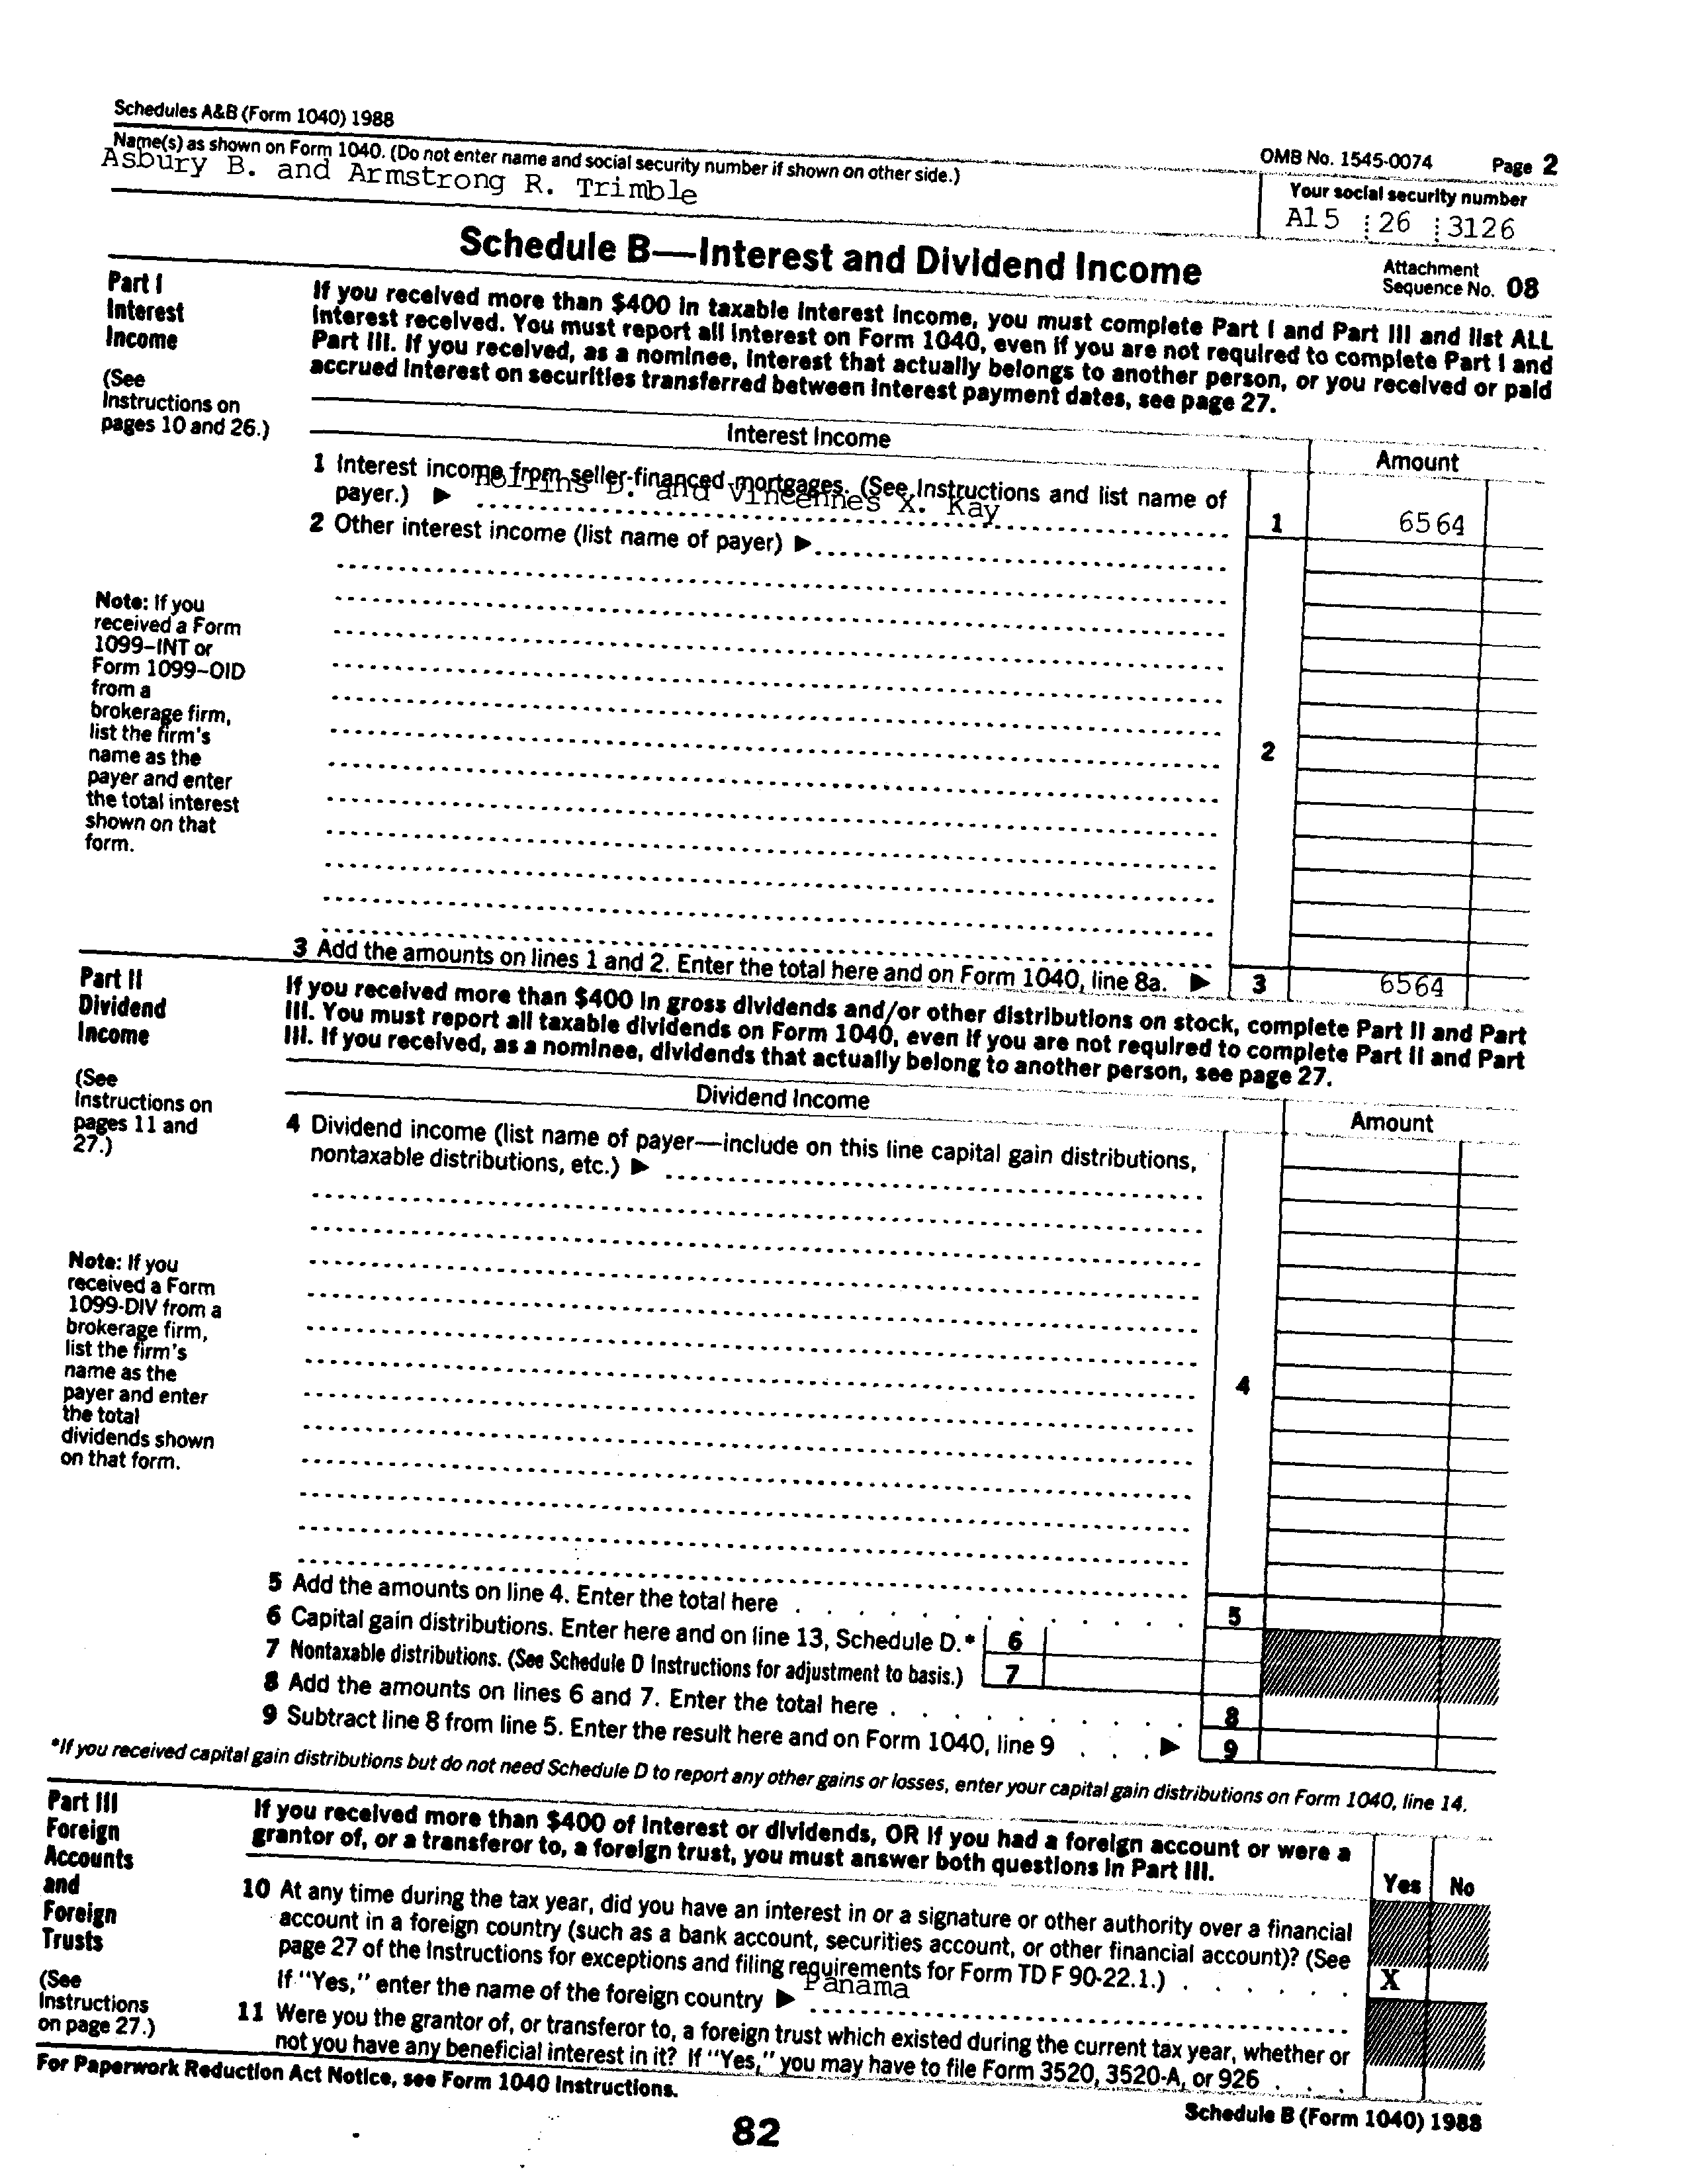 Schedules A&B (Form 1040) 1988
OMB No. 1545-0074 Page 2
Name(s) as shown on Form 1040. (Do not enter name and social security number if shown on other side.)
Asbury B. and Armstrong R. Trimble
Your social security number
A15 26 3126
Schedule B—Interest and Dividend Income
Attachment
Sequence No. 08
Part I
Interest
Income
(See
Instructions on
pages 10 and 26.)
If you received more than $400 in taxable interest income, you must complete Part I and Part III and list ALL
interest received. You must report all interest on Form 1040, even if you are not required to complete Part I and
Part III. If you received, as a nominee, interest that actually belongs to another person, or you received or paid
accrued interest on securities transferred between interest payment dates, see page 27.
Interest Income
Amount
1 Interest income from seller-financed mortgages. (See Instructions and list name of
payer.) ▶ Hollins D. and Vincennes X. Kay
1 6564
2 Other interest income (list name of payer) ▶
Note: If you
received a Form
1099–INT or
Form 1099–OID
from a
brokerage firm,
list the firm's
name as the
payer and enter
the total interest
shown on that
form.
2
3 Add the amounts on lines 1 and 2. Enter the total here and on Form 1040, line 8a. ▶ 3 6564
Part II
Dividend
Income
(See
Instructions on
pages 11 and
27.)
If you received more than $400 in gross dividends and/or other distributions on stock, complete Part II and Part
III. You must report all taxable dividends on Form 1040, even if you are not required to complete Part II and Part
III. If you received, as a nominee, dividends that actually belong to another person, see page 27.
Dividend Income
Amount
4 Dividend income (list name of payer—include on this line capital gain distributions,
nontaxable distributions, etc.) ▶
Note: If you
received a Form
1099-DIV from a
brokerage firm,
list the firm's
name as the
payer and enter
the total
dividends shown
on that form.
4
5 Add the amounts on line 4. Enter the total here . . . . . . . . . . . . 5
6 Capital gain distributions. Enter here and on line 13, Schedule D.* 6
7 Nontaxable distributions. (See Schedule D Instructions for adjustment to basis.) 7
8 Add the amounts on lines 6 and 7. Enter the total here . . . . . . . . . . 8
9 Subtract line 8 from line 5. Enter the result here and on Form 1040, line 9 . . . ▶ 9
*If you received capital gain distributions but do not need Schedule D to report any other gains or losses, enter your capital gain distributions on Form 1040, line 14.
Part III
Foreign
Accounts
and
Foreign
Trusts
(See
Instructions
on page 27.)
If you received more than $400 of interest or dividends, OR if you had a foreign account or were a
grantor of, or a transferor to, a foreign trust, you must answer both questions in Part III.
Yes No
10 At any time during the tax year, did you have an interest in or a signature or other authority over a financial
account in a foreign country (such as a bank account, securities account, or other financial account)? (See
page 27 of the Instructions for exceptions and filing requirements for Form TD F 90-22.1.) . . . . . . X
If "Yes," enter the name of the foreign country ▶ Panama
11 Were you the grantor of, or transferor to, a foreign trust which existed during the current tax year, whether or
not you have any beneficial interest in it? If "Yes," you may have to file Form 3520, 3520-A, or 926 . . .
For Paperwork Reduction Act Notice, see Form 1040 Instructions.
Schedule B (Form 1040) 1988
82